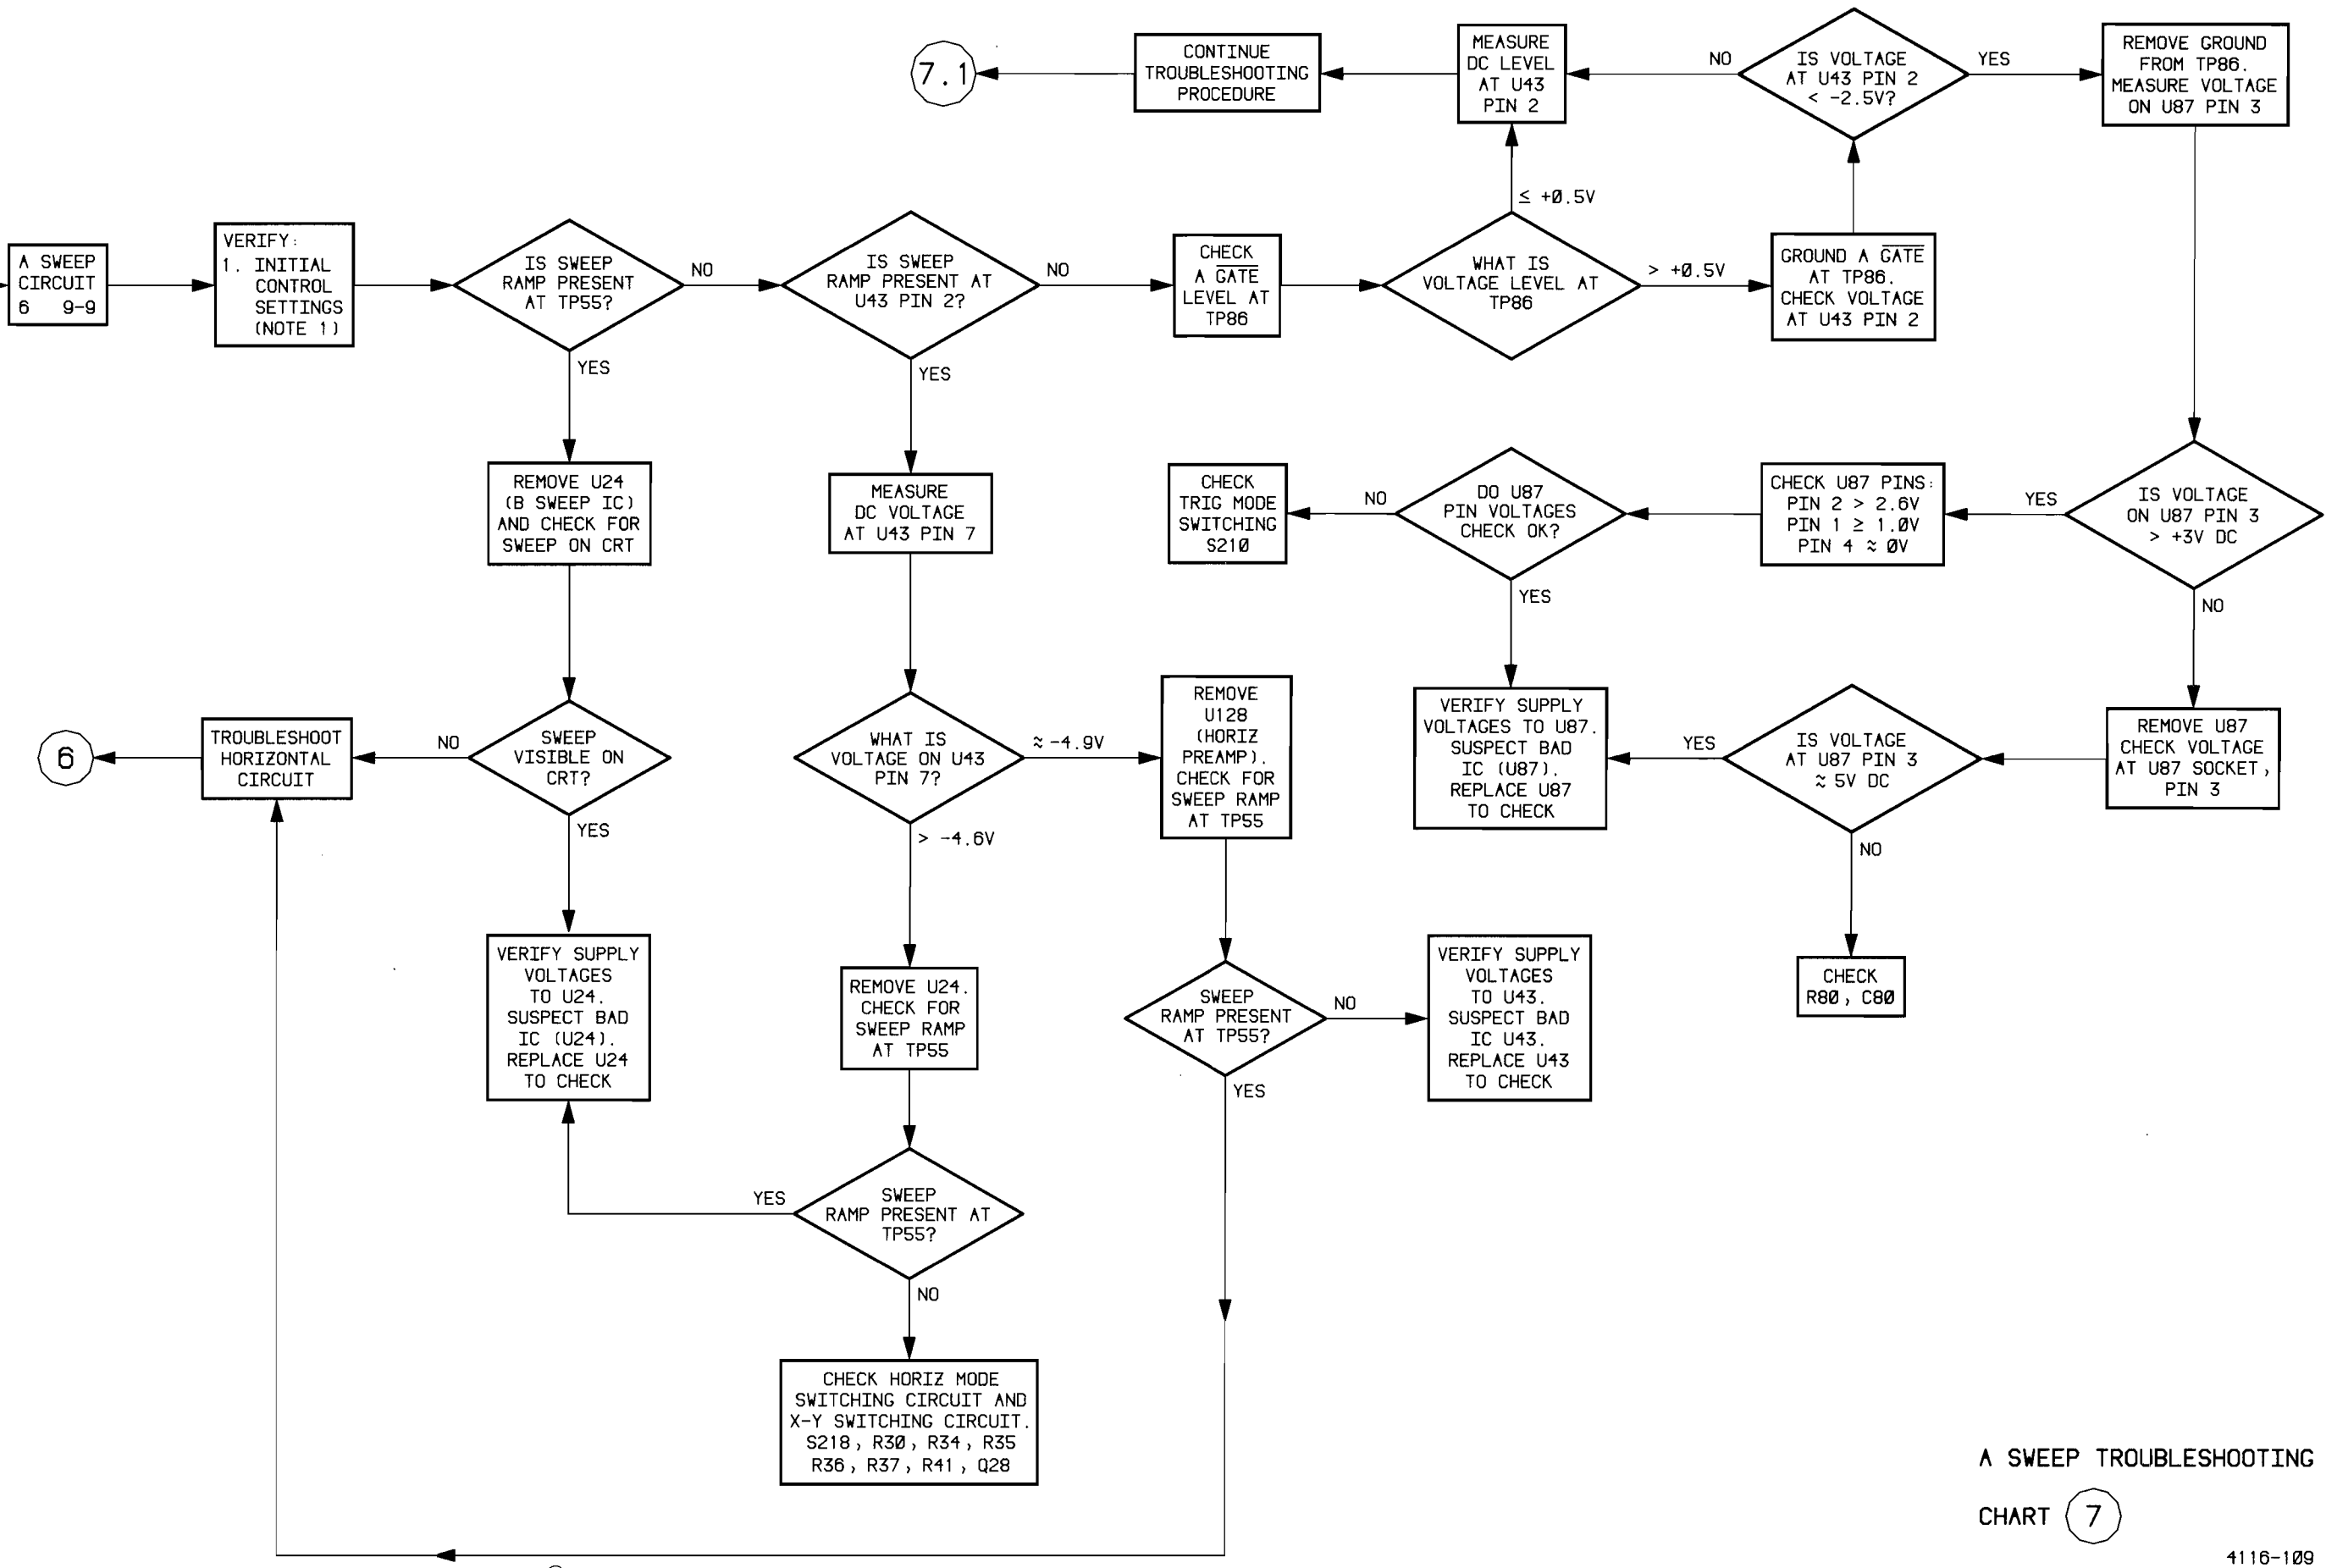 7.1
CONTINUE
TROUBLESHOOTING
PROCEDURE
MEASURE
DC LEVEL
AT U43
PIN 2
NO
IS VOLTAGE
AT U43 PIN 2
< -2.5V?
YES
REMOVE GROUND
FROM TP86.
MEASURE VOLTAGE
ON U87 PIN 3
≤ +0.5V
A SWEEP
CIRCUIT
6 9-9
VERIFY:
1. INITIAL
CONTROL
SETTINGS
(NOTE 1)
IS SWEEP
RAMP PRESENT
AT TP55?
NO
YES
IS SWEEP
RAMP PRESENT AT
U43 PIN 2?
NO
YES
CHECK
A GATE
LEVEL AT
TP86
WHAT IS
VOLTAGE LEVEL AT
TP86
> +0.5V
GROUND A GATE
AT TP86.
CHECK VOLTAGE
AT U43 PIN 2
REMOVE U24
(B SWEEP IC)
AND CHECK FOR
SWEEP ON CRT
MEASURE
DC VOLTAGE
AT U43 PIN 7
CHECK
TRIG MODE
SWITCHING
S210
NO
DO U87
PIN VOLTAGES
CHECK OK?
YES
CHECK U87 PINS:
PIN 2 > 2.6V
PIN 1 ≥ 1.0V
PIN 4 ≈ 0V
YES
IS VOLTAGE
ON U87 PIN 3
> +3V DC
NO
6
TROUBLESHOOT
HORIZONTAL
CIRCUIT
NO
SWEEP
VISIBLE ON
CRT?
YES
WHAT IS
VOLTAGE ON U43
PIN 7?
≈ -4.9V
> -4.6V
REMOVE
U128
(HORIZ
PREAMP).
CHECK FOR
SWEEP RAMP
AT TP55
VERIFY SUPPLY
VOLTAGES TO U87.
SUSPECT BAD
IC (U87).
REPLACE U87
TO CHECK
YES
IS VOLTAGE
AT U87 PIN 3
≈ 5V DC
NO
REMOVE U87
CHECK VOLTAGE
AT U87 SOCKET,
PIN 3
VERIFY SUPPLY
VOLTAGES
TO U24.
SUSPECT BAD
IC (U24).
REPLACE U24
TO CHECK
REMOVE U24.
CHECK FOR
SWEEP RAMP
AT TP55
SWEEP
RAMP PRESENT
AT TP55?
NO
YES
VERIFY SUPPLY
VOLTAGES
TO U43.
SUSPECT BAD
IC U43.
REPLACE U43
TO CHECK
CHECK
R80, C80
YES
SWEEP
RAMP PRESENT AT
TP55?
NO
CHECK HORIZ MODE
SWITCHING CIRCUIT AND
X-Y SWITCHING CIRCUIT.
S218, R30, R34, R35
R36, R37, R41, Q28
A SWEEP TROUBLESHOOTING
CHART 7
4116-109